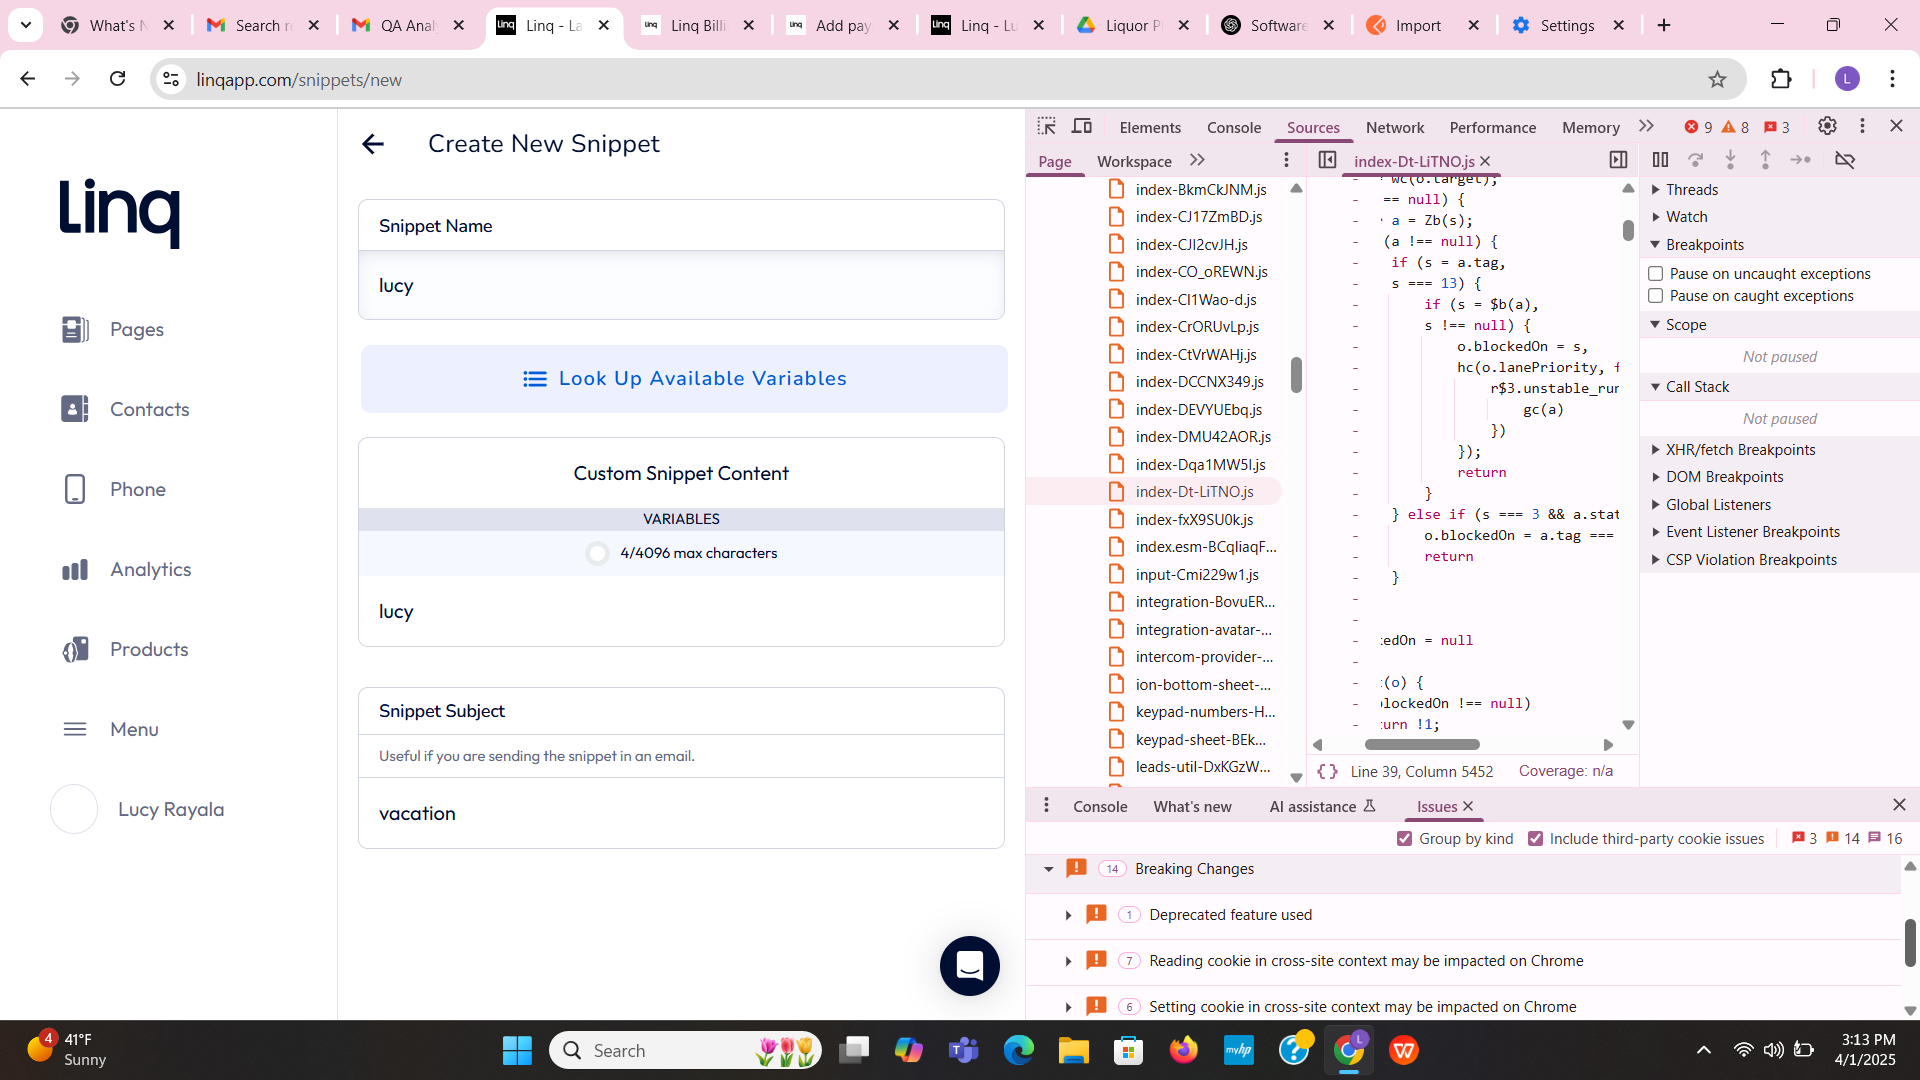 What's N
Search r
QA Anal
Linq - La
Linq Billi
Add pay
Linq - Lu
Liquor P
Software
Import
Settings
linqapp.com/snippets/new
L
Linq
Pages
Contacts
Phone
Analytics
Products
Menu
Lucy Rayala
Create New Snippet
Snippet Name
lucy
Look Up Available Variables
Custom Snippet Content
VARIABLES
4/4096 max characters
lucy
Snippet Subject
Useful if you are sending the snippet in an email.
vacation
Elements Console Sources Network Performance Memory 9 8 3
Page Workspace
index-Dt-LiTNO.js
index-BkmCkJNM.js
index-CJ17ZmBD.js
index-CJI2cvJH.js
index-CO_oREWN.js
index-Cl1Wao-d.js
index-CrORUvLp.js
index-CtVrWAHj.js
index-DCCNX349.js
index-DEVYUEbq.js
index-DMU42AOR.js
index-Dqa1MW5I.js
index-Dt-LiTNO.js
index-fxX9SU0k.js
index.esm-BCqIiaqF...
input-Cmi229w1.js
integration-BovuER...
integration-avatar-...
intercom-provider-...
ion-bottom-sheet-...
keypad-numbers-H...
keypad-sheet-BEk...
leads-util-DxKGzW...
wc(o.target);
- == null) {
- a = Zb(s);
- (a !== null) {
- if (s = a.tag,
- s === 13) {
- if (s = $b(a),
- s !== null) {
- o.blockedOn = s,
- hc(o.lanePriority, f
- r$3.unstable_run
- gc(a)
- })
- });
- return
- }
- } else if (s === 3 && a.stat
- o.blockedOn = a.tag ===
- return
- }
-
-
- kedOn = null
-
- (o) {
- blockedOn !== null)
- turn !1;
{ } Line 39, Column 5452 Coverage: n/a
Threads
Watch
Breakpoints
Pause on uncaught exceptions
Pause on caught exceptions
Scope
Not paused
Call Stack
Not paused
XHR/fetch Breakpoints
DOM Breakpoints
Global Listeners
Event Listener Breakpoints
CSP Violation Breakpoints
Console What's new AI assistance Issues
Group by kind Include third-party cookie issues 3 14 16
14 Breaking Changes
1 Deprecated feature used
7 Reading cookie in cross-site context may be impacted on Chrome
6 Setting cookie in cross-site context may be impacted on Chrome
4
41°F
Sunny
Search
myhp
L
3:13 PM
4/1/2025